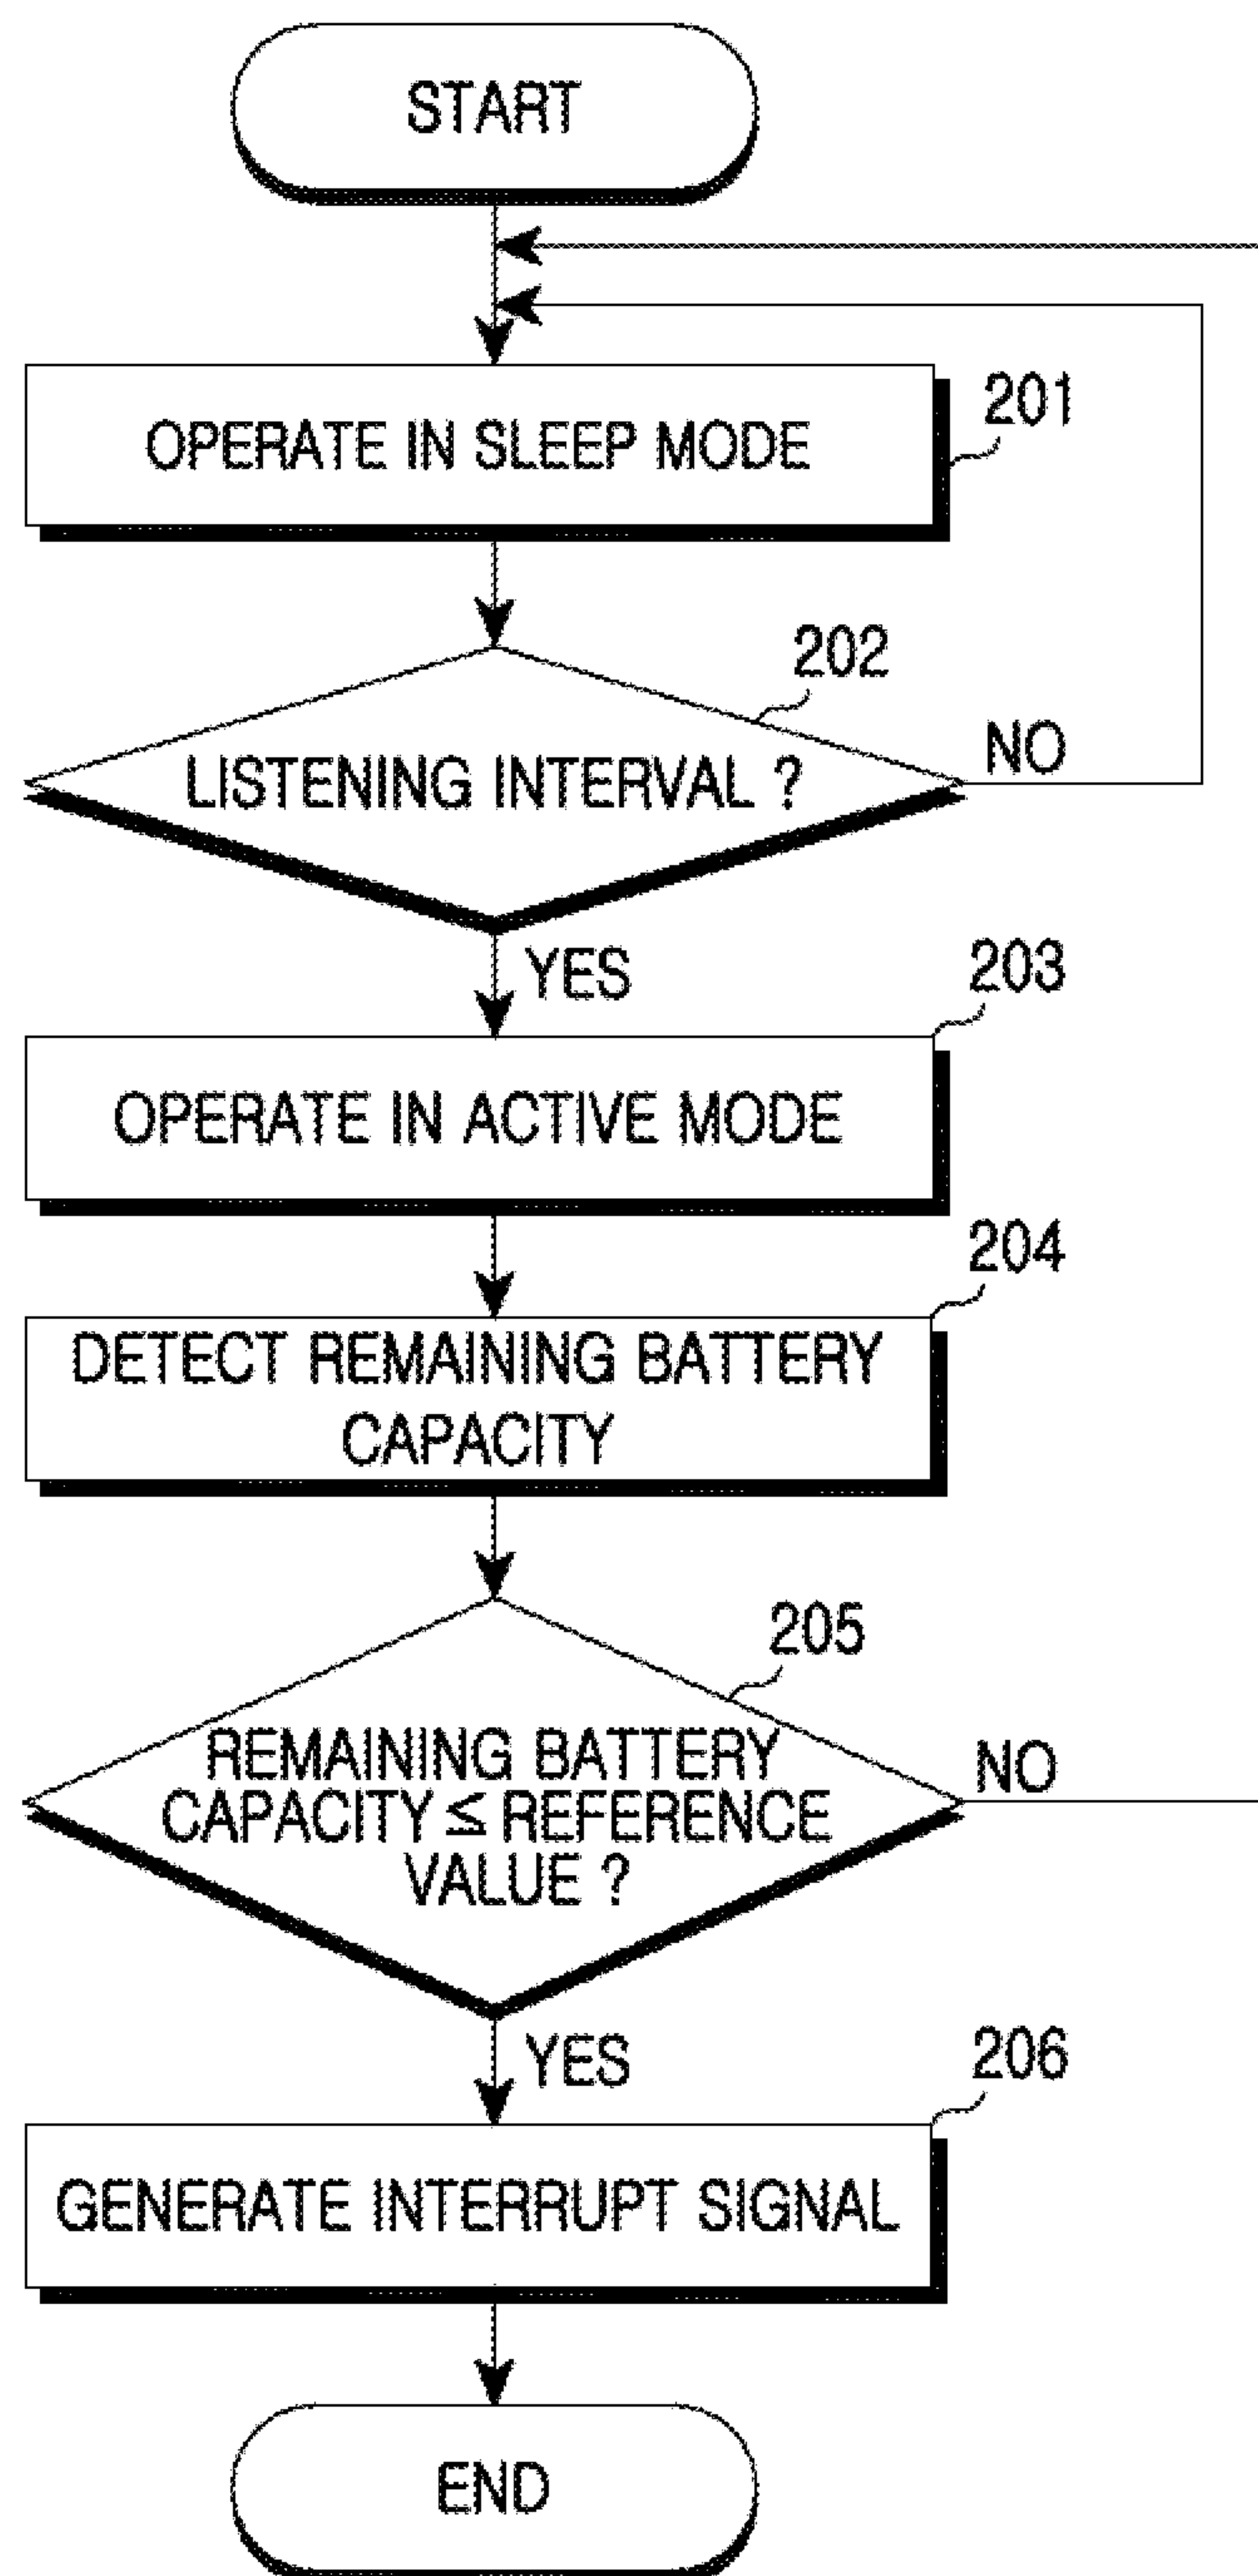 START
OPERATE IN SLEEP MODE
201
202
LISTENING INTERVAL ?
NO
YES
203
OPERATE IN ACTIVE MODE
204
DETECT REMAINING BATTERY
CAPACITY
205
REMAINING BATTERY
CAPACITY ≤ REFERENCE
VALUE ?
NO
YES
206
GENERATE INTERRUPT SIGNAL
END